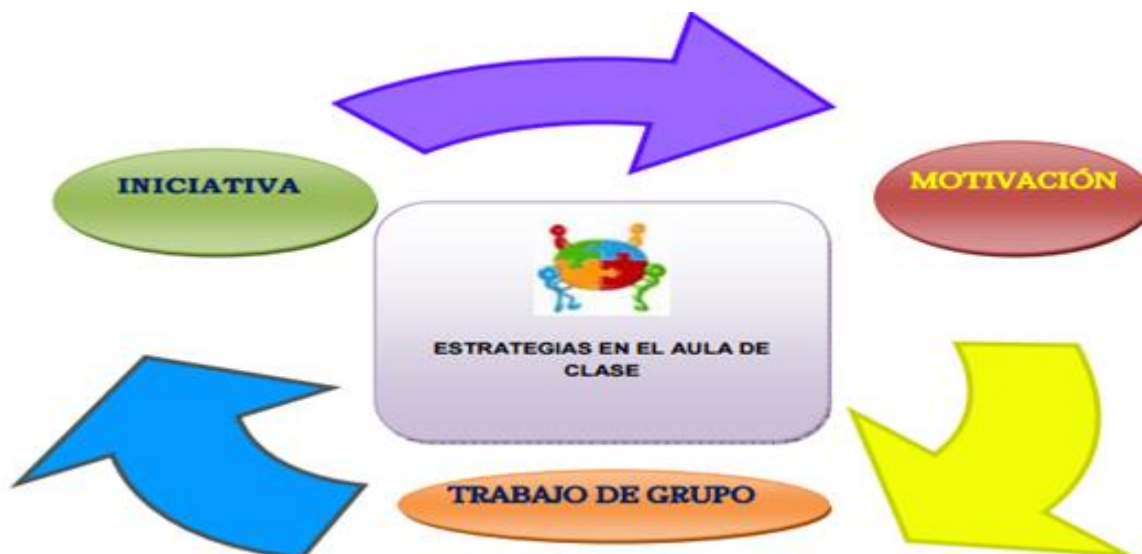 INICIATIVA
MOTIVACIÓN
ESTRATEGIAS EN EL AULA DE
CLASE
TRABAJO DE GRUPO